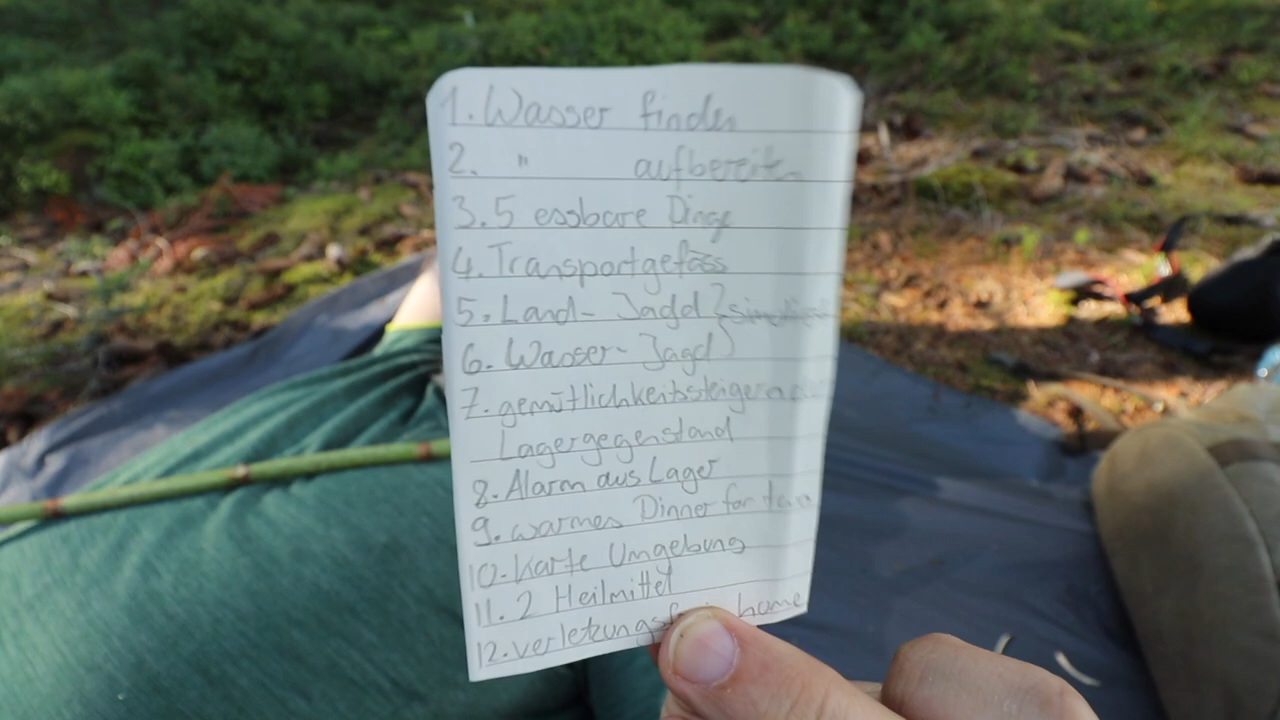 1. Wasser finden
2. " aufbereiten
3. 5 essbare Dinge
4. Transportgefäss
5. Land- Jagd }
6. Wasser- Jagd
7. gemütlichkeitssteigernden
Lagergegenstand
8. Alarm aus Lager
9. warmes Dinner for two
10. Karte Umgebung
11. 2 Heilmittel
12. verletzungsfrei home